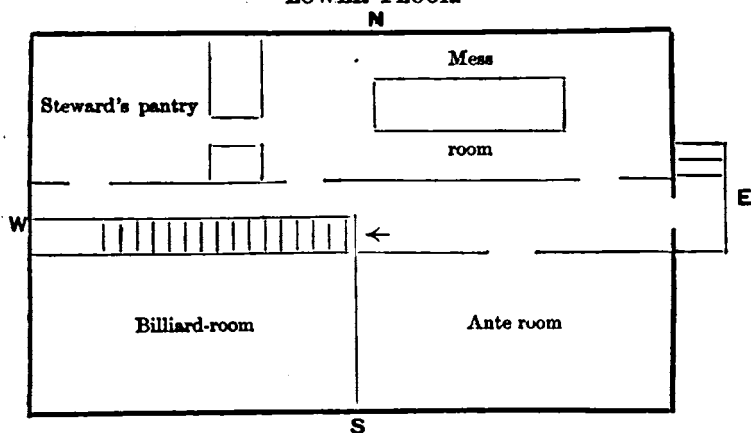 LOWER FLOOR
N
Mess
Steward's pantry
room
E
W
Billiard-room
Ante room
S